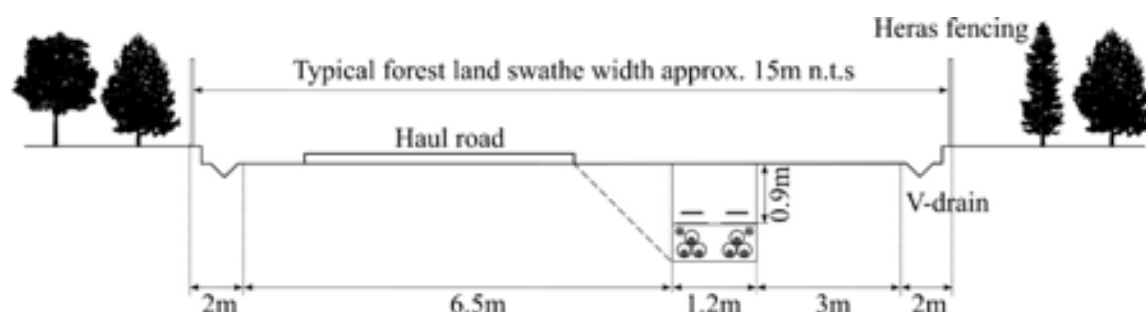 Heras fencing
Typical forest land swathe width approx. 15m n.t.s
Haul road
0.9m
V-drain
2m
6.5m
1.2m
3m
2m